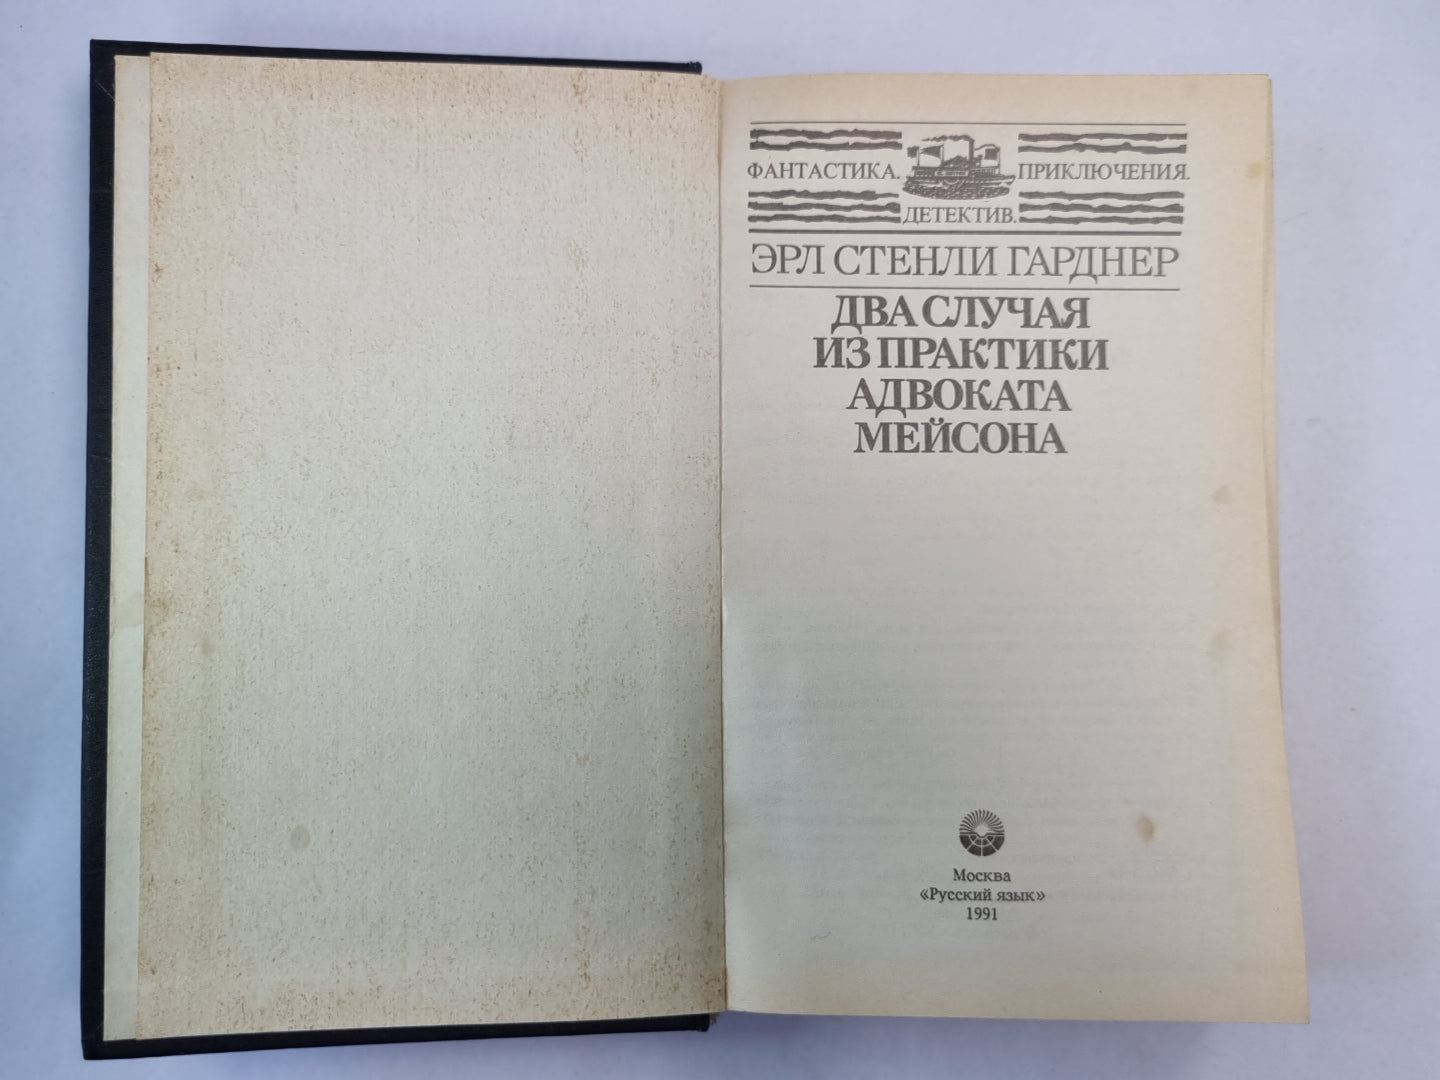 ФАНТАСТИКА. ПРИКЛЮЧЕНИЯ.
ДЕТЕКТИВ.
ЭРЛ СТЕНЛИ ГАРДНЕР
ДВА СЛУЧАЯ
ИЗ ПРАКТИКИ
АДВОКАТА
МЕЙСОНА
Москва
«Русский язык»
1991